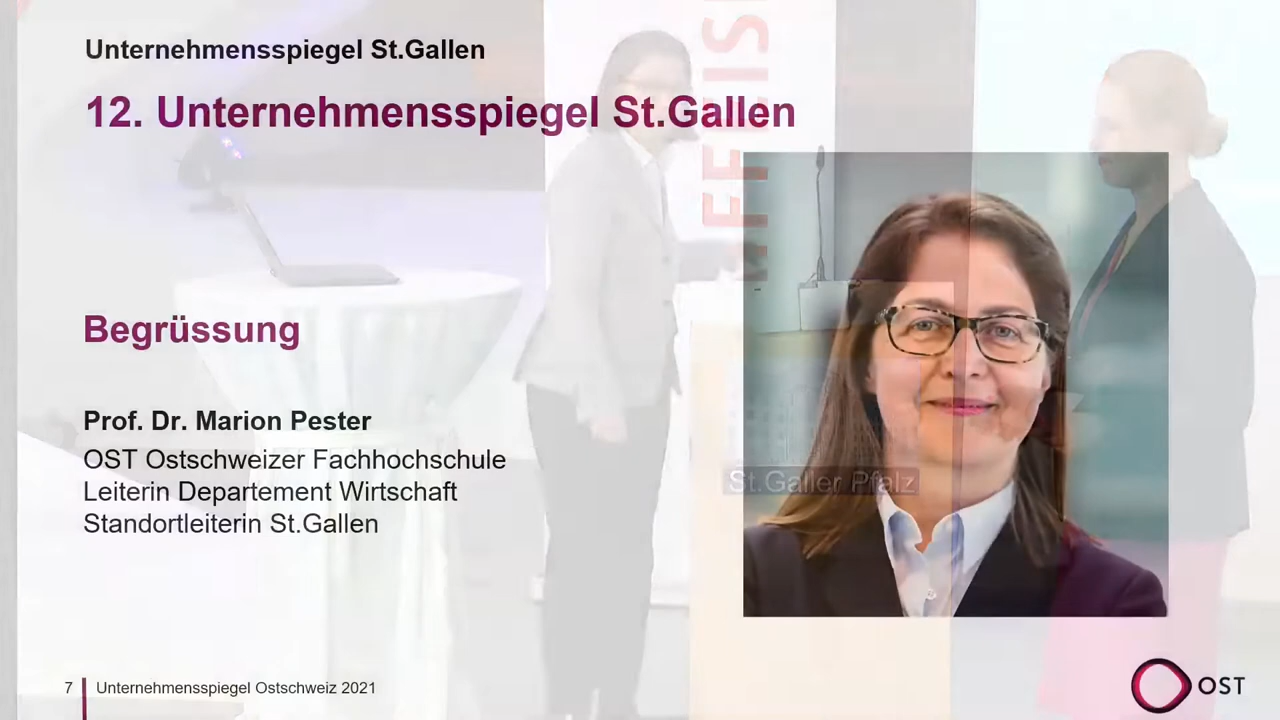 Unternehmensspiegel St.Gallen
12. Unternehmensspiegel St.Gallen
Begrüssung
Prof. Dr. Marion Pester
OST Ostschweizer Fachhochschule
Leiterin Departement Wirtschaft
Standortleiterin St.Gallen
St.Galler Pfalz
7 Unternehmensspiegel Ostschweiz 2021
OST